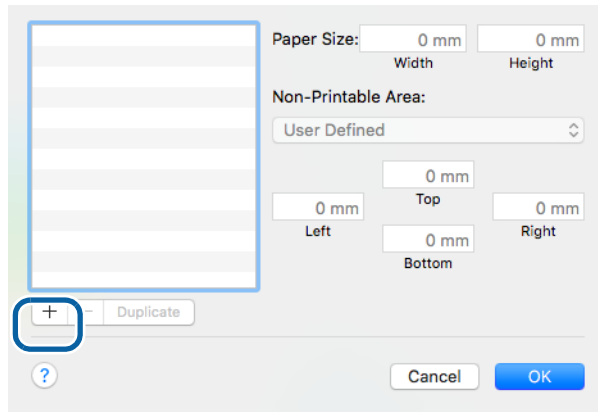 Paper Size: 0 mm 0 mm
Width Height
Non-Printable Area:
User Defined
0 mm
Top
0 mm 0 mm
Left Right
0 mm
Bottom
+ − Duplicate
? Cancel OK